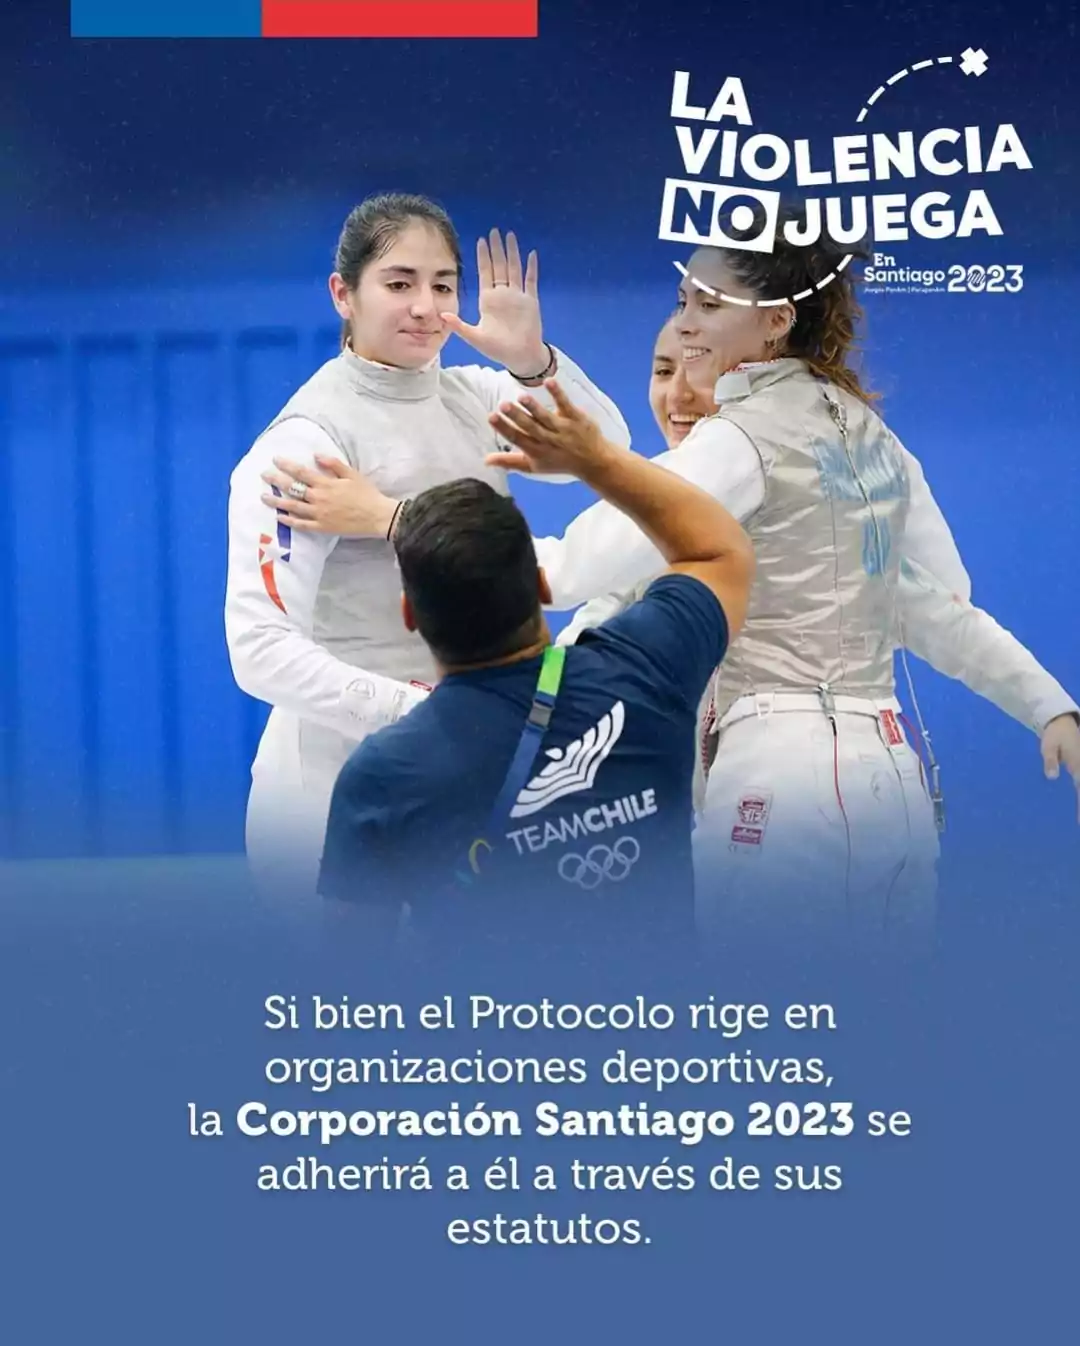 LA
VIOLENCIA
NO JUEGA
En
Santiago 2023
TEAMCHILE
Si bien el Protocolo rige en
organizaciones deportivas,
la Corporación Santiago 2023 se
adherirá a él a través de sus
estatutos.